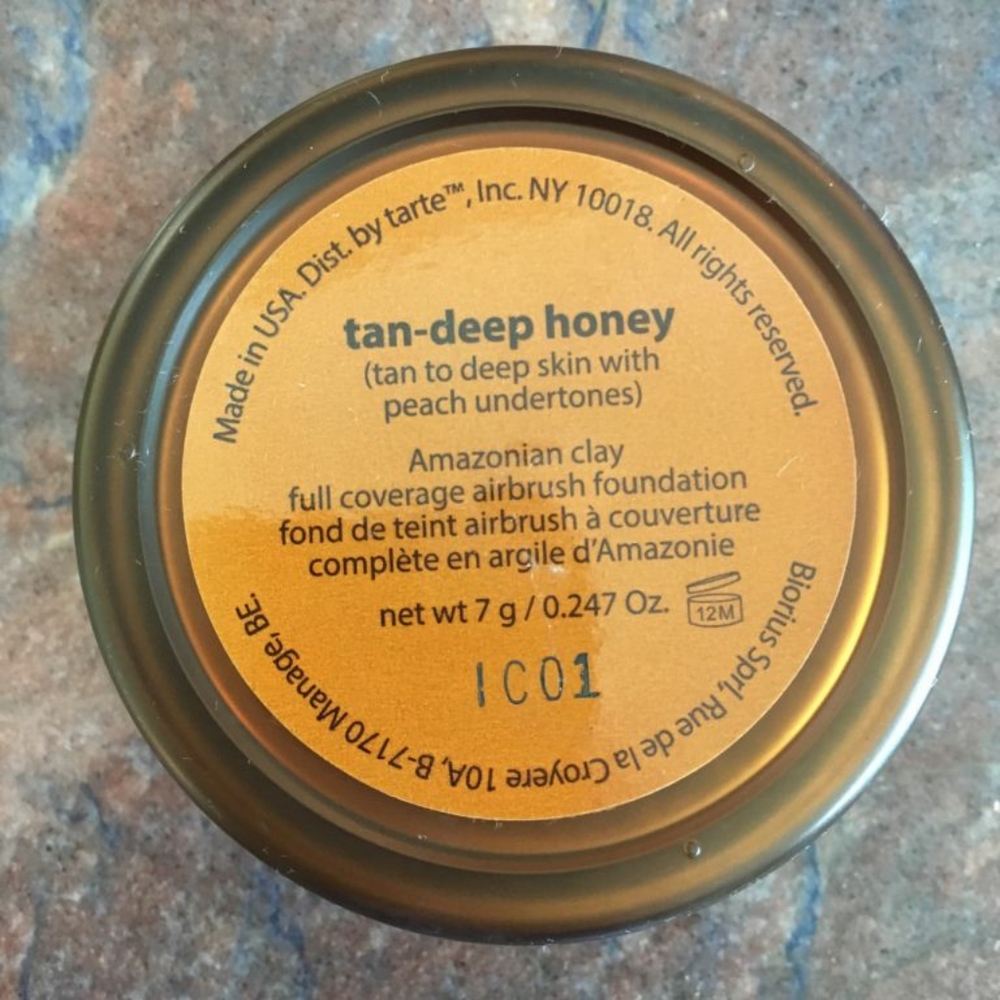 Made in USA. Dist. by tarte™, Inc. NY 10018. All rights reserved.
tan-deep honey
(tan to deep skin with
peach undertones)
Amazonian clay
full coverage airbrush foundation
fond de teint airbrush à couverture
complète en argile d'Amazonie
net wt 7 g / 0.247 Oz.
12M
1C01
Biorius Sprl, Rue de la Croyere 10A, B-7170 Manage, BE.